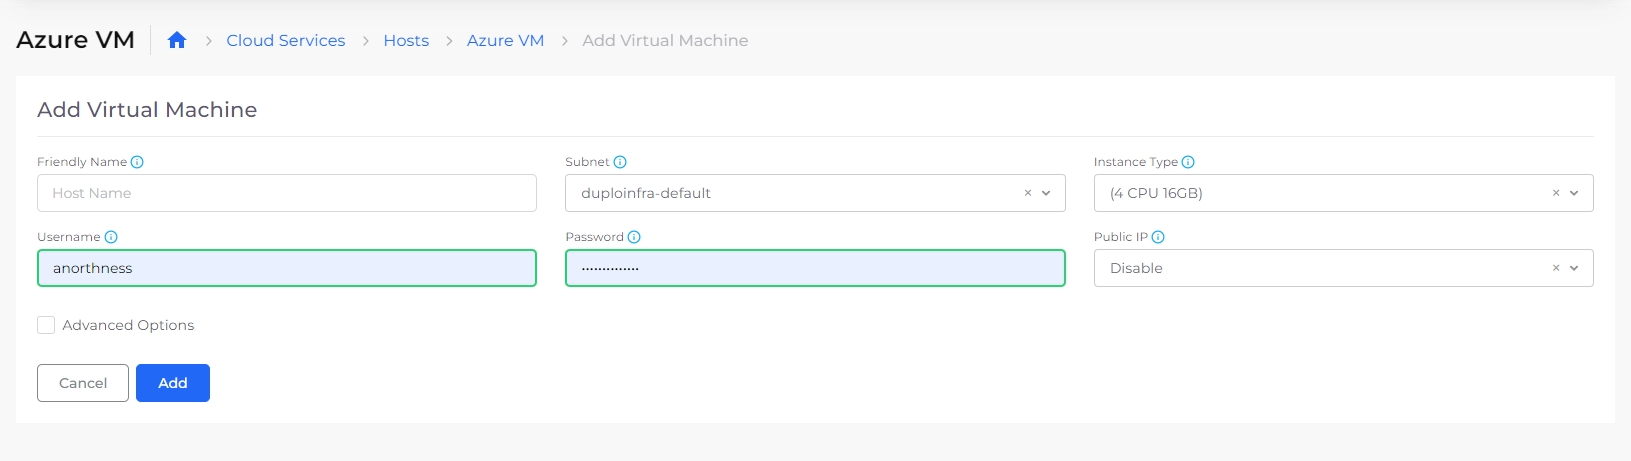 Azure VM Cloud Services Hosts Azure VM Add Virtual Machine
Add Virtual Machine
Friendly Name Subnet Instance Type
Host Name duploinfra-default (4 CPU 16GB)
Username Password Public IP
anorthness •••••••••••••• Disable
Advanced Options
Cancel Add